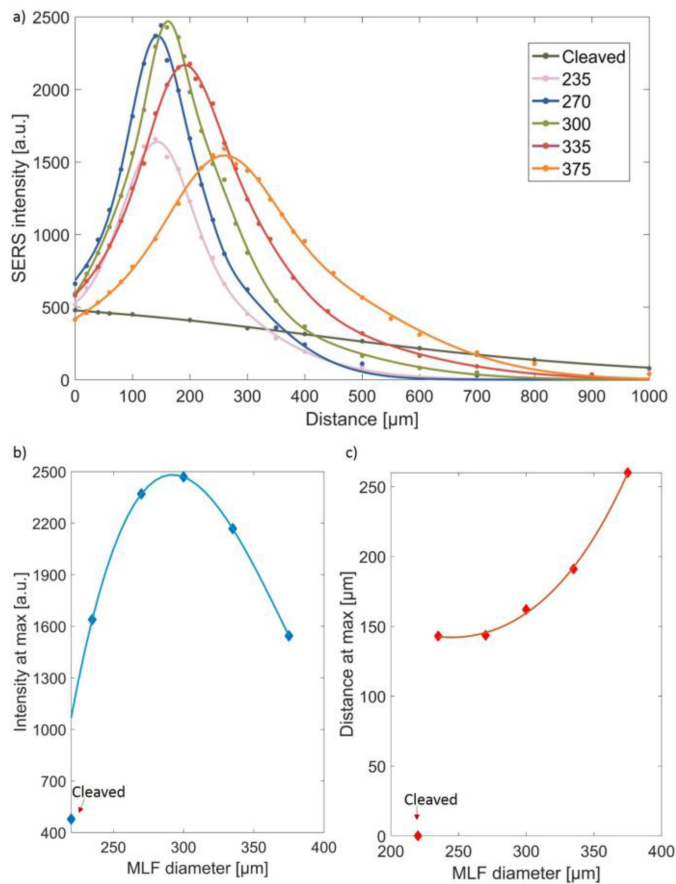 a)
2500
2000
1500
1000
500
0
SERS intensity [a.u.]
Cleaved
235
270
300
335
375
0 100 200 300 400 500 600 700 800 900 1000
Distance [µm]
b)
2500
2200
1900
1600
1300
1000
700
400
Intensity at max [a.u.]
Cleaved
250 300 350 400
MLF diameter [µm]
c)
250
200
150
100
50
0
Distance at max [µm]
Cleaved
200 250 300 350 400
MLF diameter [µm]